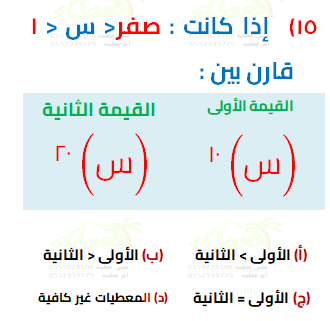 ١٥) إذا كانت : صفر< س < ١
قارن بين :
القيمة الأولى القيمة الثانية
(س)١٠ (س)٢٠
(أ) الأولى > الثانية (ب) الأولى < الثانية
(ج) الأولى = الثانية (د) المعطيات غير كافية